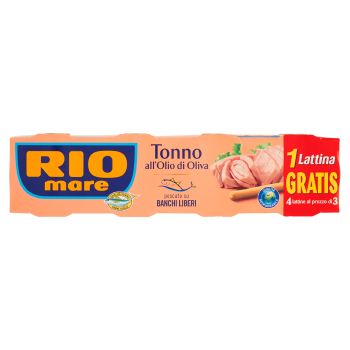 RIO
mare
Tonno
all'Olio di Oliva
pescato su
BANCHI LIBERI
1 Lattina
GRATIS
4 lattine al prezzo di 3